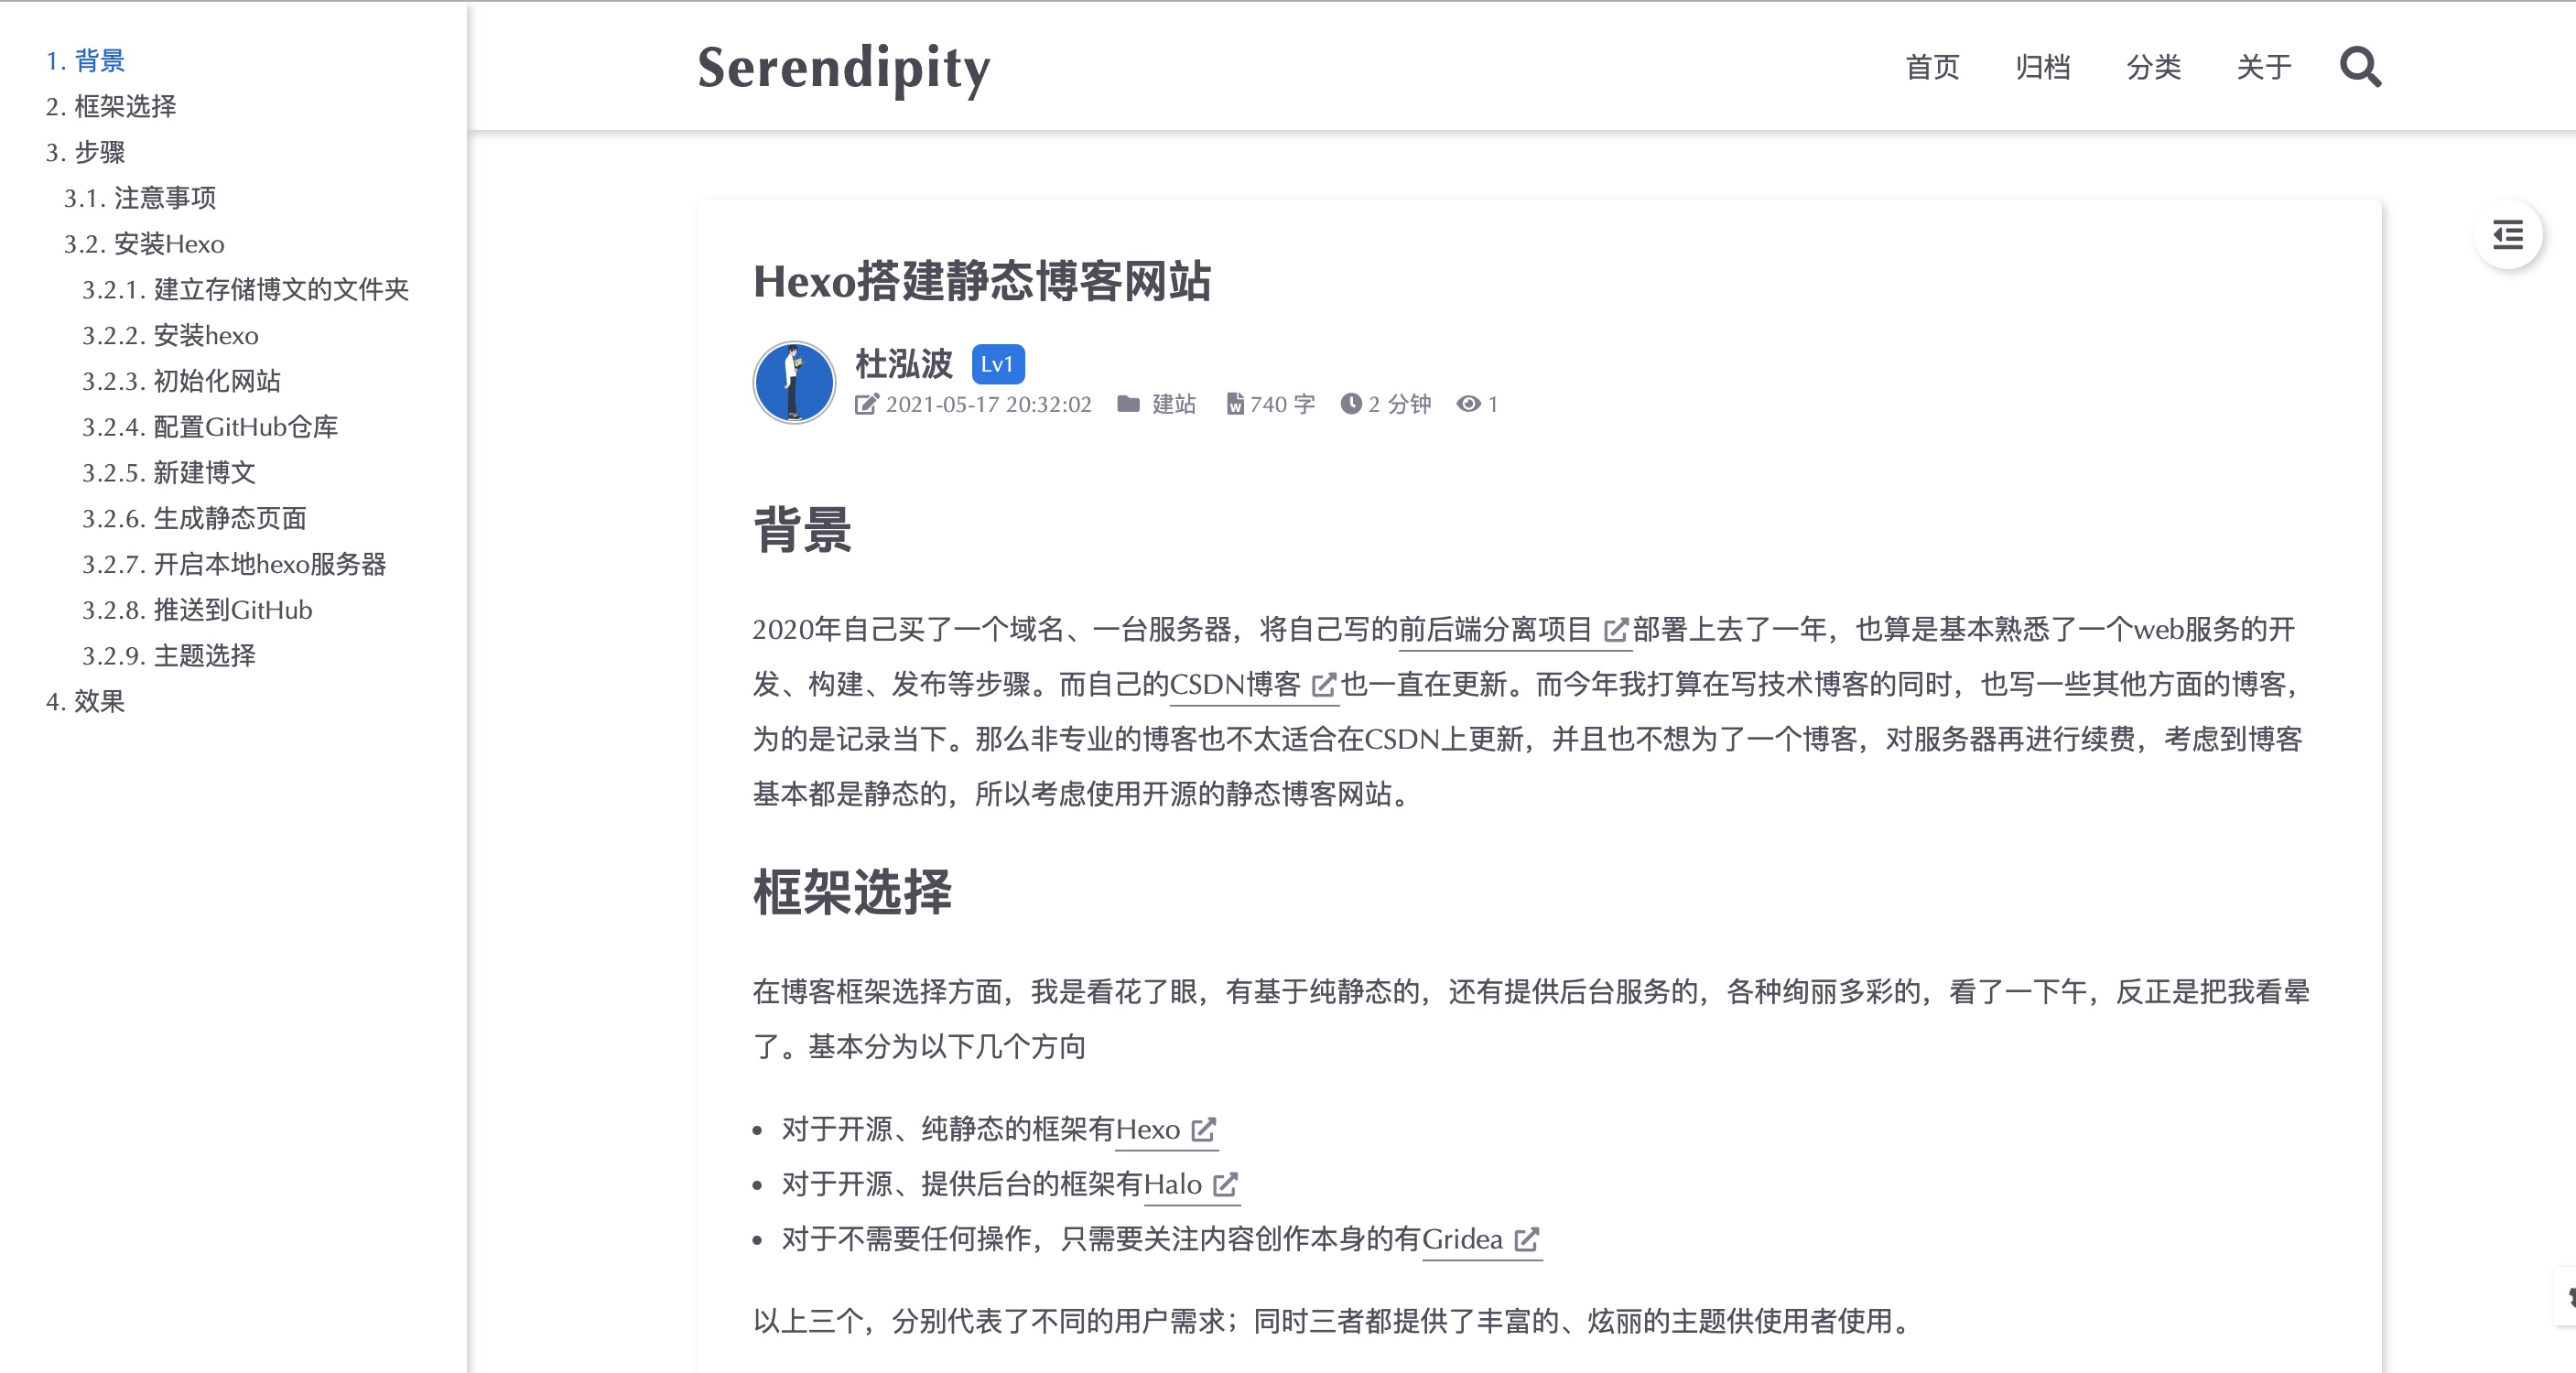 1. 背景
2. 框架选择
3. 步骤
3.1. 注意事项
3.2. 安装Hexo
3.2.1. 建立存储博文的文件夹
3.2.2. 安装hexo
3.2.3. 初始化网站
3.2.4. 配置GitHub仓库
3.2.5. 新建博文
3.2.6. 生成静态页面
3.2.7. 开启本地hexo服务器
3.2.8. 推送到GitHub
3.2.9. 主题选择
4. 效果
Serendipity
首页 归档 分类 关于
Hexo搭建静态博客网站
杜泓波 Lv1
2021-05-17 20:32:02 建站 740 字 2 分钟 1
背景
2020年自己买了一个域名、一台服务器，将自己写的前后端分离项目部署上去了一年，也算是基本熟悉了一个web服务的开
发、构建、发布等步骤。而自己的CSDN博客也一直在更新。而今年我打算在写技术博客的同时，也写一些其他方面的博客，
为的是记录当下。那么非专业的博客也不太适合在CSDN上更新，并且也不想为了一个博客，对服务器再进行续费，考虑到博客
基本都是静态的，所以考虑使用开源的静态博客网站。
框架选择
在博客框架选择方面，我是看花了眼，有基于纯静态的，还有提供后台服务的，各种绚丽多彩的，看了一下午，反正是把我看晕
了。基本分为以下几个方向
• 对于开源、纯静态的框架有Hexo
• 对于开源、提供后台的框架有Halo
• 对于不需要任何操作，只需要关注内容创作本身的有Gridea
以上三个，分别代表了不同的用户需求；同时三者都提供了丰富的、炫丽的主题供使用者使用。